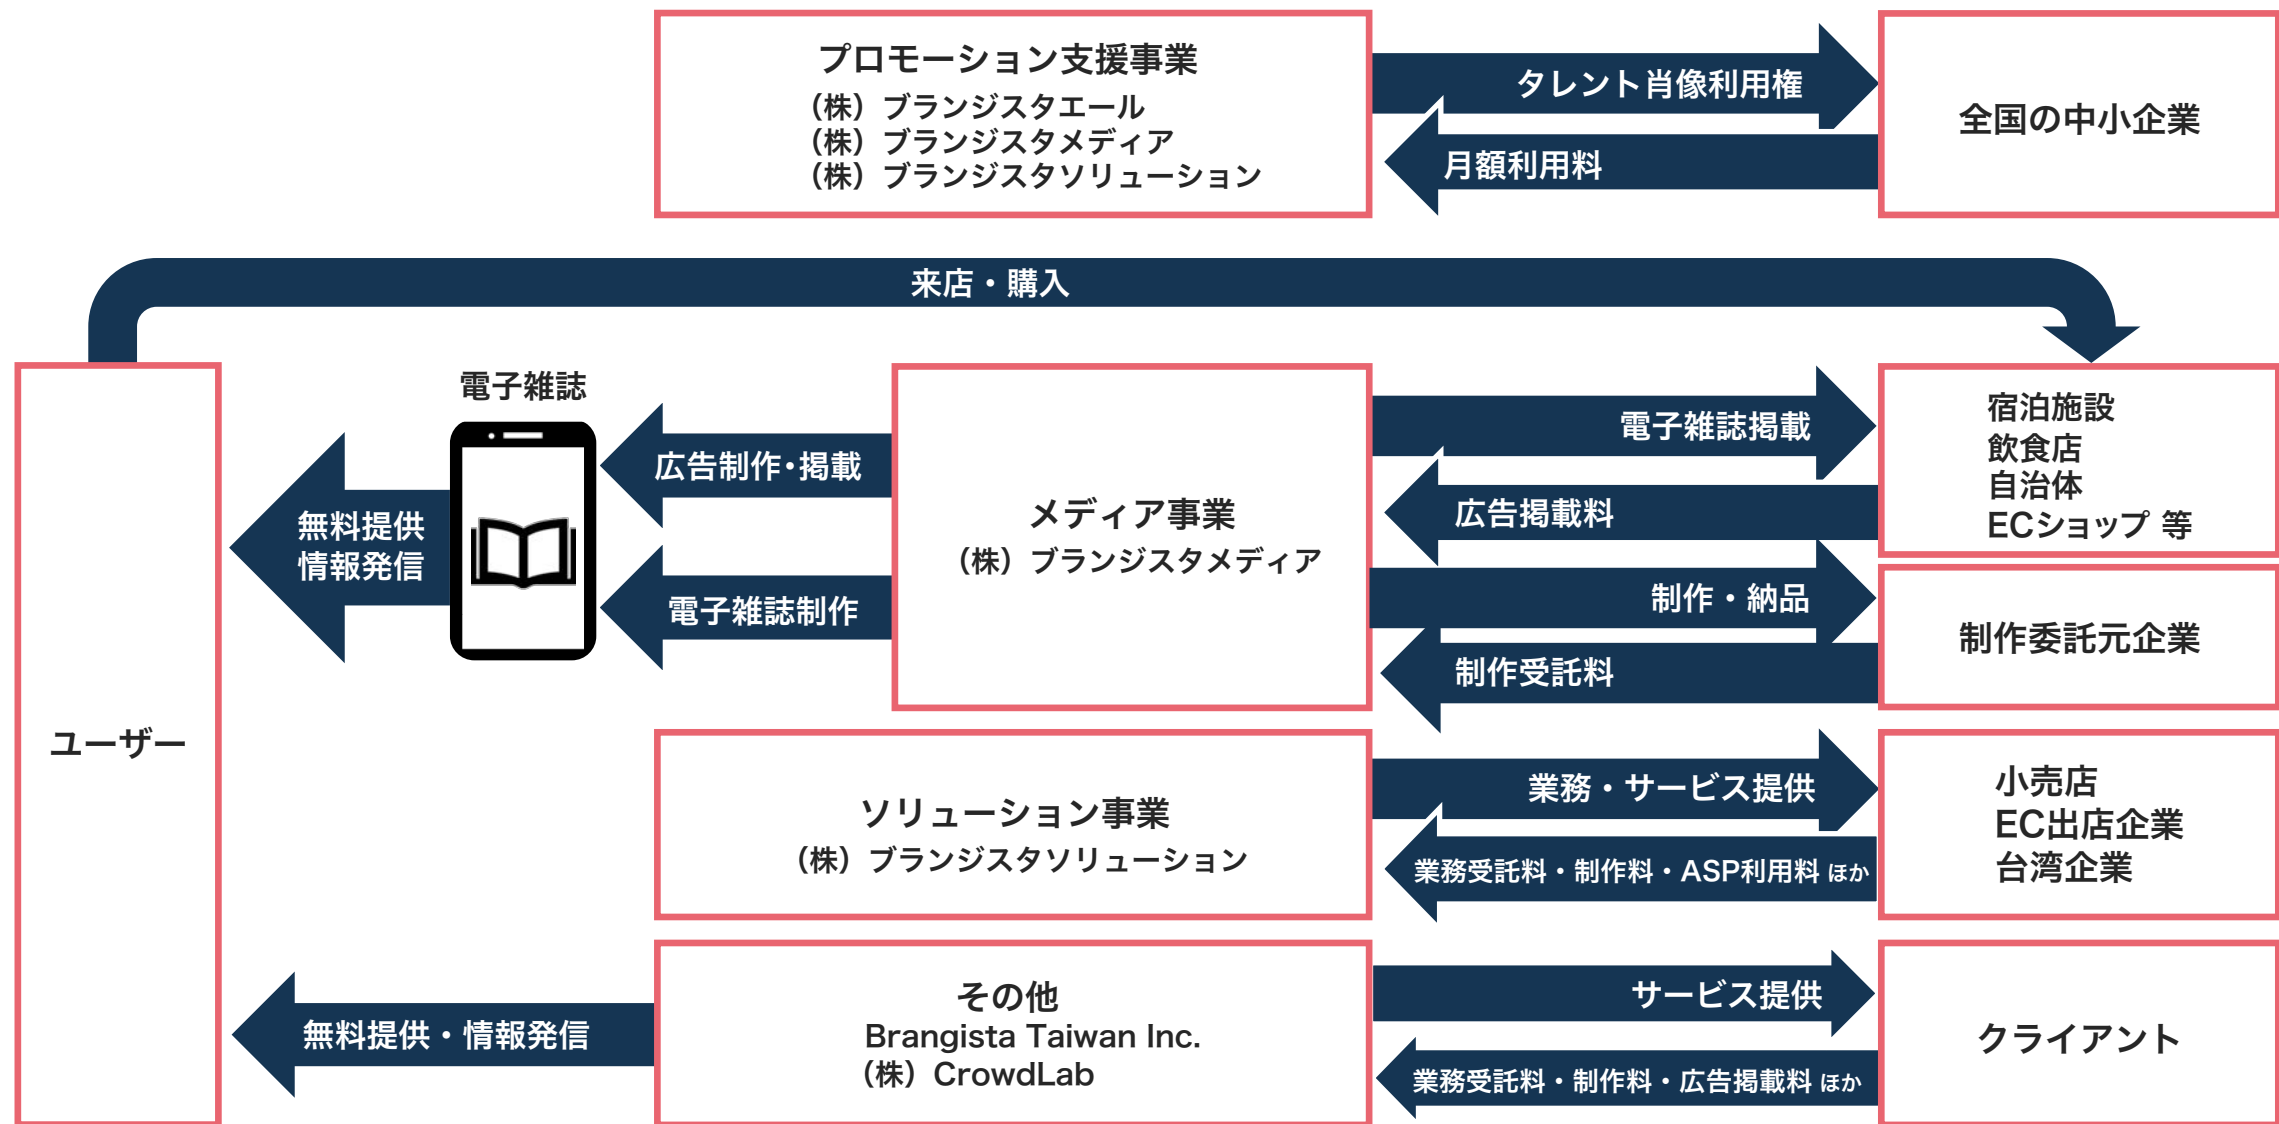 プロモーション支援事業
（株）ブランジスタエール
（株）ブランジスタメディア
（株）ブランジスタソリューション
タレント肖像利用権
月額利用料
全国の中小企業
来店・購入
ユーザー
無料提供
情報発信
電子雑誌
広告制作・掲載
電子雑誌制作
メディア事業
（株）ブランジスタメディア
電子雑誌掲載
広告掲載料
制作・納品
制作受託料
宿泊施設
飲食店
自治体
ECショップ 等
制作委託元企業
ソリューション事業
（株）ブランジスタソリューション
業務・サービス提供
業務受託料・制作料・ASP利用料 ほか
小売店
EC出店企業
台湾企業
無料提供・情報発信
その他
Brangista Taiwan Inc.
（株）CrowdLab
サービス提供
業務受託料・制作料・広告掲載料 ほか
クライアント